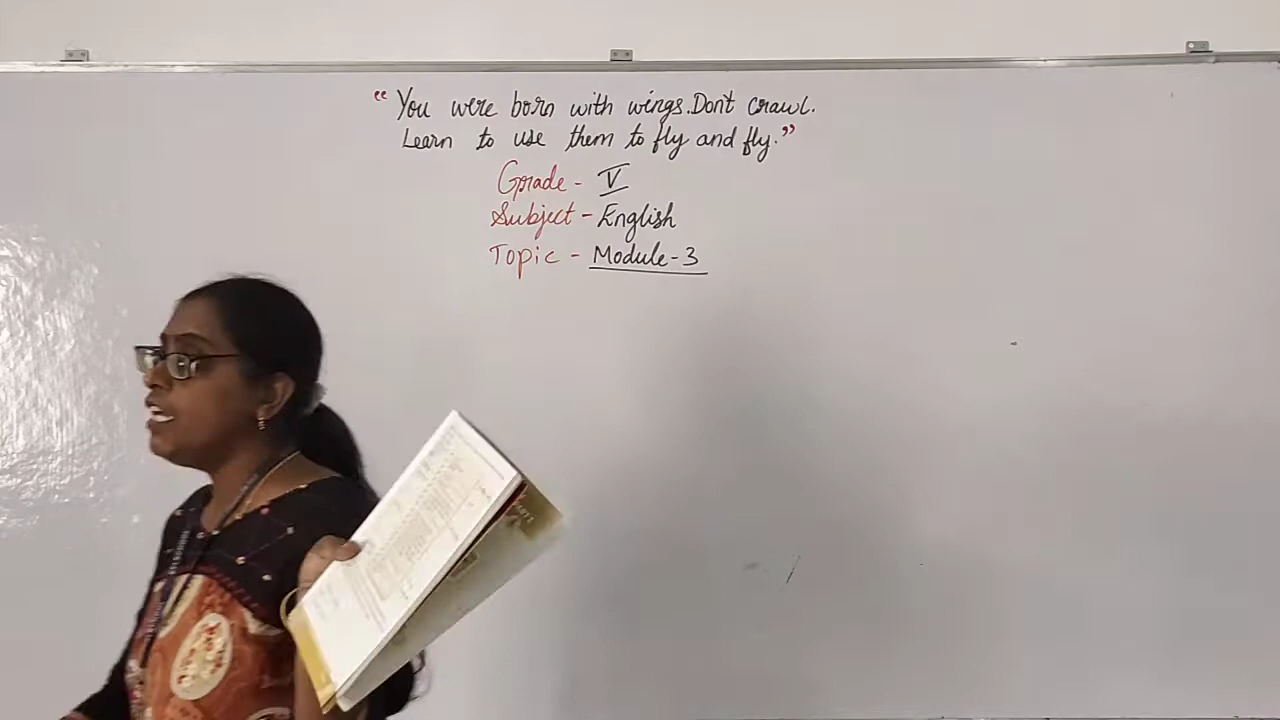 “You were born with wings. Don't crawl.
Learn to use them to fly and fly.”
Grade - V
Subject - English
Topic - Module-3